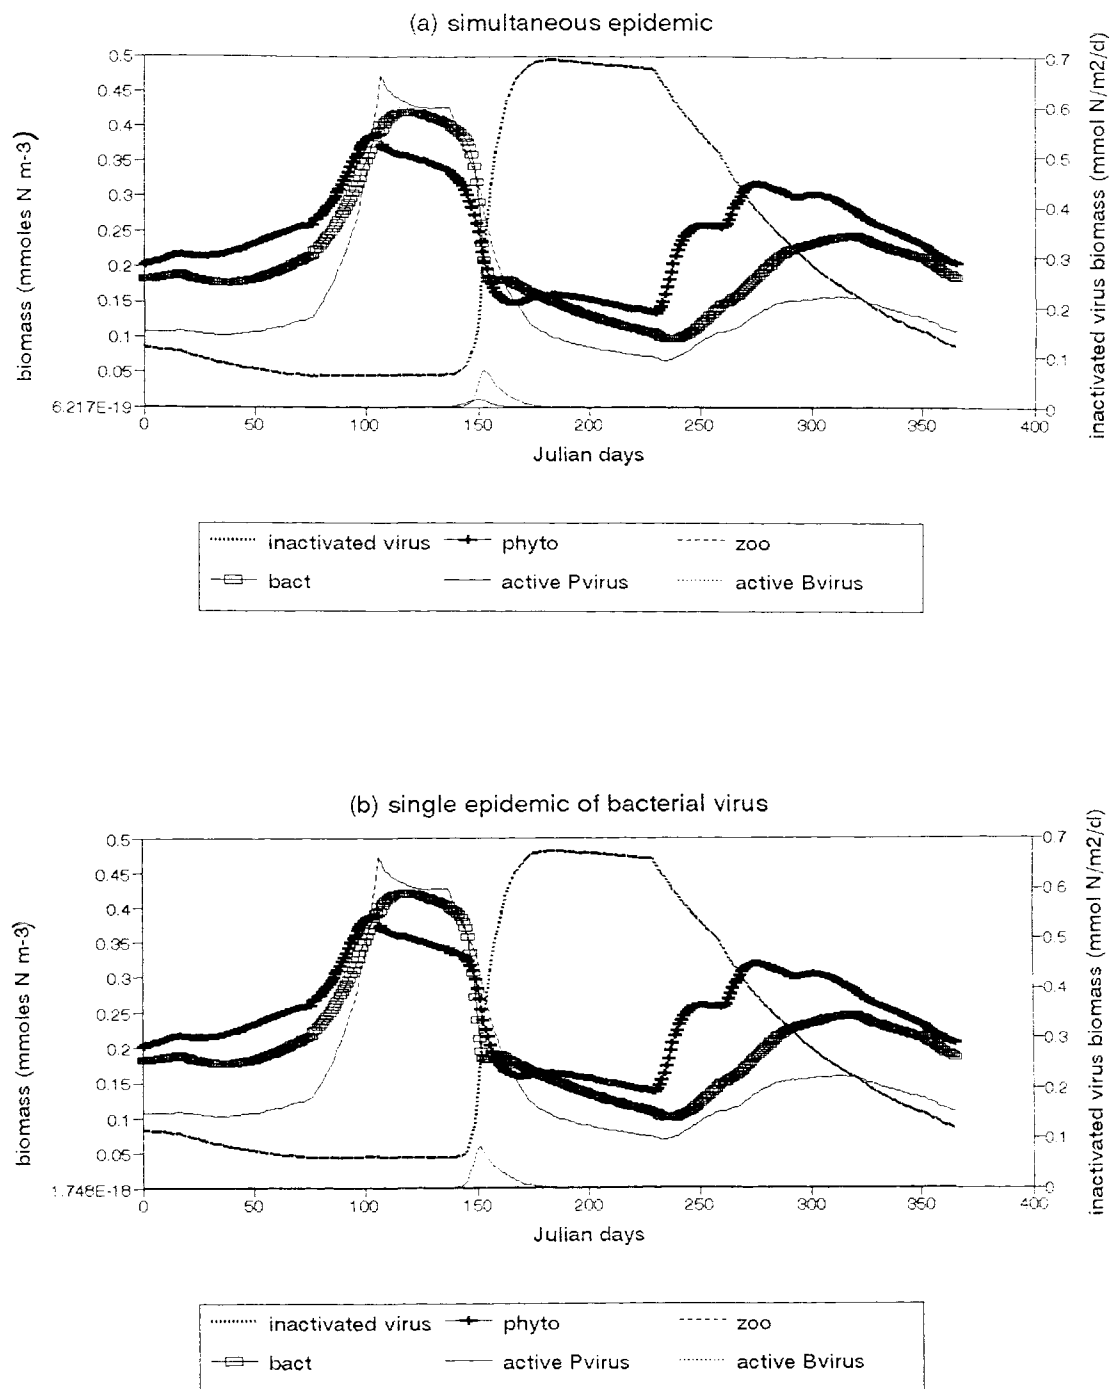 (a) simultaneous epidemic
0.5
0.45
0.4
0.35
0.3
0.25
0.2
0.15
0.1
0.05
6.217E-19
biomass (mmoles N m-3)
0.7
0.6
0.5
0.4
0.3
0.2
0.1
0
inactivated virus biomass (mmol N/m2/d)
0 50 100 150 200 250 300 350 400
Julian days
inactivated virus phyto zoo
bact active Pvirus active Bvirus
(b) single epidemic of bacterial virus
0.5
0.45
0.4
0.35
0.3
0.25
0.2
0.15
0.1
0.05
1.748E-18
biomass (mmoles N m-3)
0.7
0.6
0.5
0.4
0.3
0.2
0.1
0
inactivated virus biomass (mmol N/m2/d)
0 50 100 150 200 250 300 350 400
Julian days
inactivated virus phyto zoo
bact active Pvirus active Bvirus